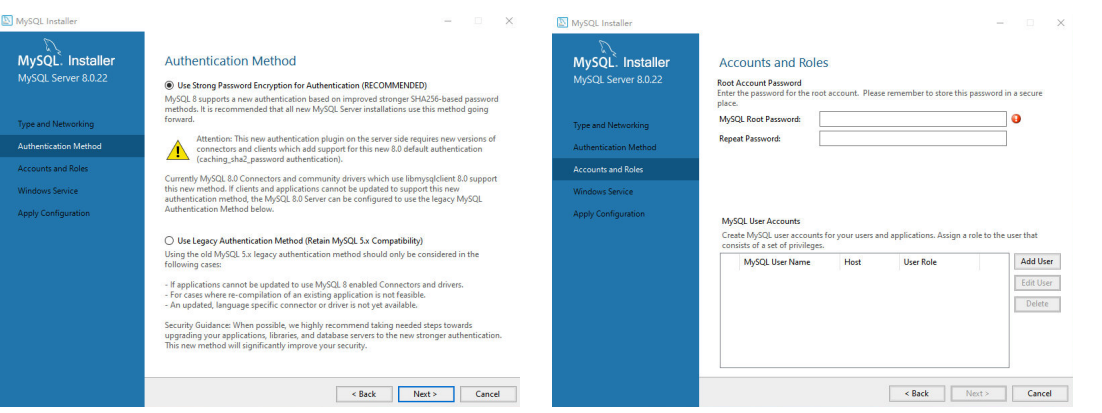 MySQL Installer
MySQL. Installer
MySQL Server 8.0.22
Type and Networking
Authentication Method
Accounts and Roles
Windows Service
Apply Configuration
Authentication Method
Use Strong Password Encryption for Authentication (RECOMMENDED)
MySQL 8 supports a new authentication based on improved stronger SHA256-based password
methods. It is recommended that all new MySQL Server installations use this method going
forward.
Attention: This new authentication plugin on the server side requires new versions of
connectors and clients which add support for this new 8.0 default authentication
(caching_sha2_password authentication).
Currently MySQL 8.0 Connectors and community drivers which use libmysqlclient 8.0 support
this new method. If clients and applications cannot be updated to support this new
authentication method, the MySQL 8.0 Server can be configured to use the legacy MySQL
Authentication Method below.
Use Legacy Authentication Method (Retain MySQL 5.x Compatibility)
Using the old MySQL 5.x legacy authentication method should only be considered in the
following cases:
- If applications cannot be updated to use MySQL 8 enabled Connectors and drivers.
- For cases where re-compilation of an existing application is not feasible.
- An updated, language specific connector or driver is not yet available.
Security Guidance: When possible, we highly recommend taking needed steps towards
upgrading your applications, libraries, and database servers to the new stronger authentication.
This new method will significantly improve your security.
< Back
Next >
Cancel
MySQL Installer
MySQL. Installer
MySQL Server 8.0.22
Type and Networking
Authentication Method
Accounts and Roles
Windows Service
Apply Configuration
Accounts and Roles
Root Account Password
Enter the password for the root account. Please remember to store this password in a secure
place.
MySQL Root Password:
Repeat Password:
MySQL User Accounts
Create MySQL user accounts for your users and applications. Assign a role to the user that
consists of a set of privileges.
MySQL User Name Host User Role
Add User
Edit User
Delete
< Back
Next >
Cancel